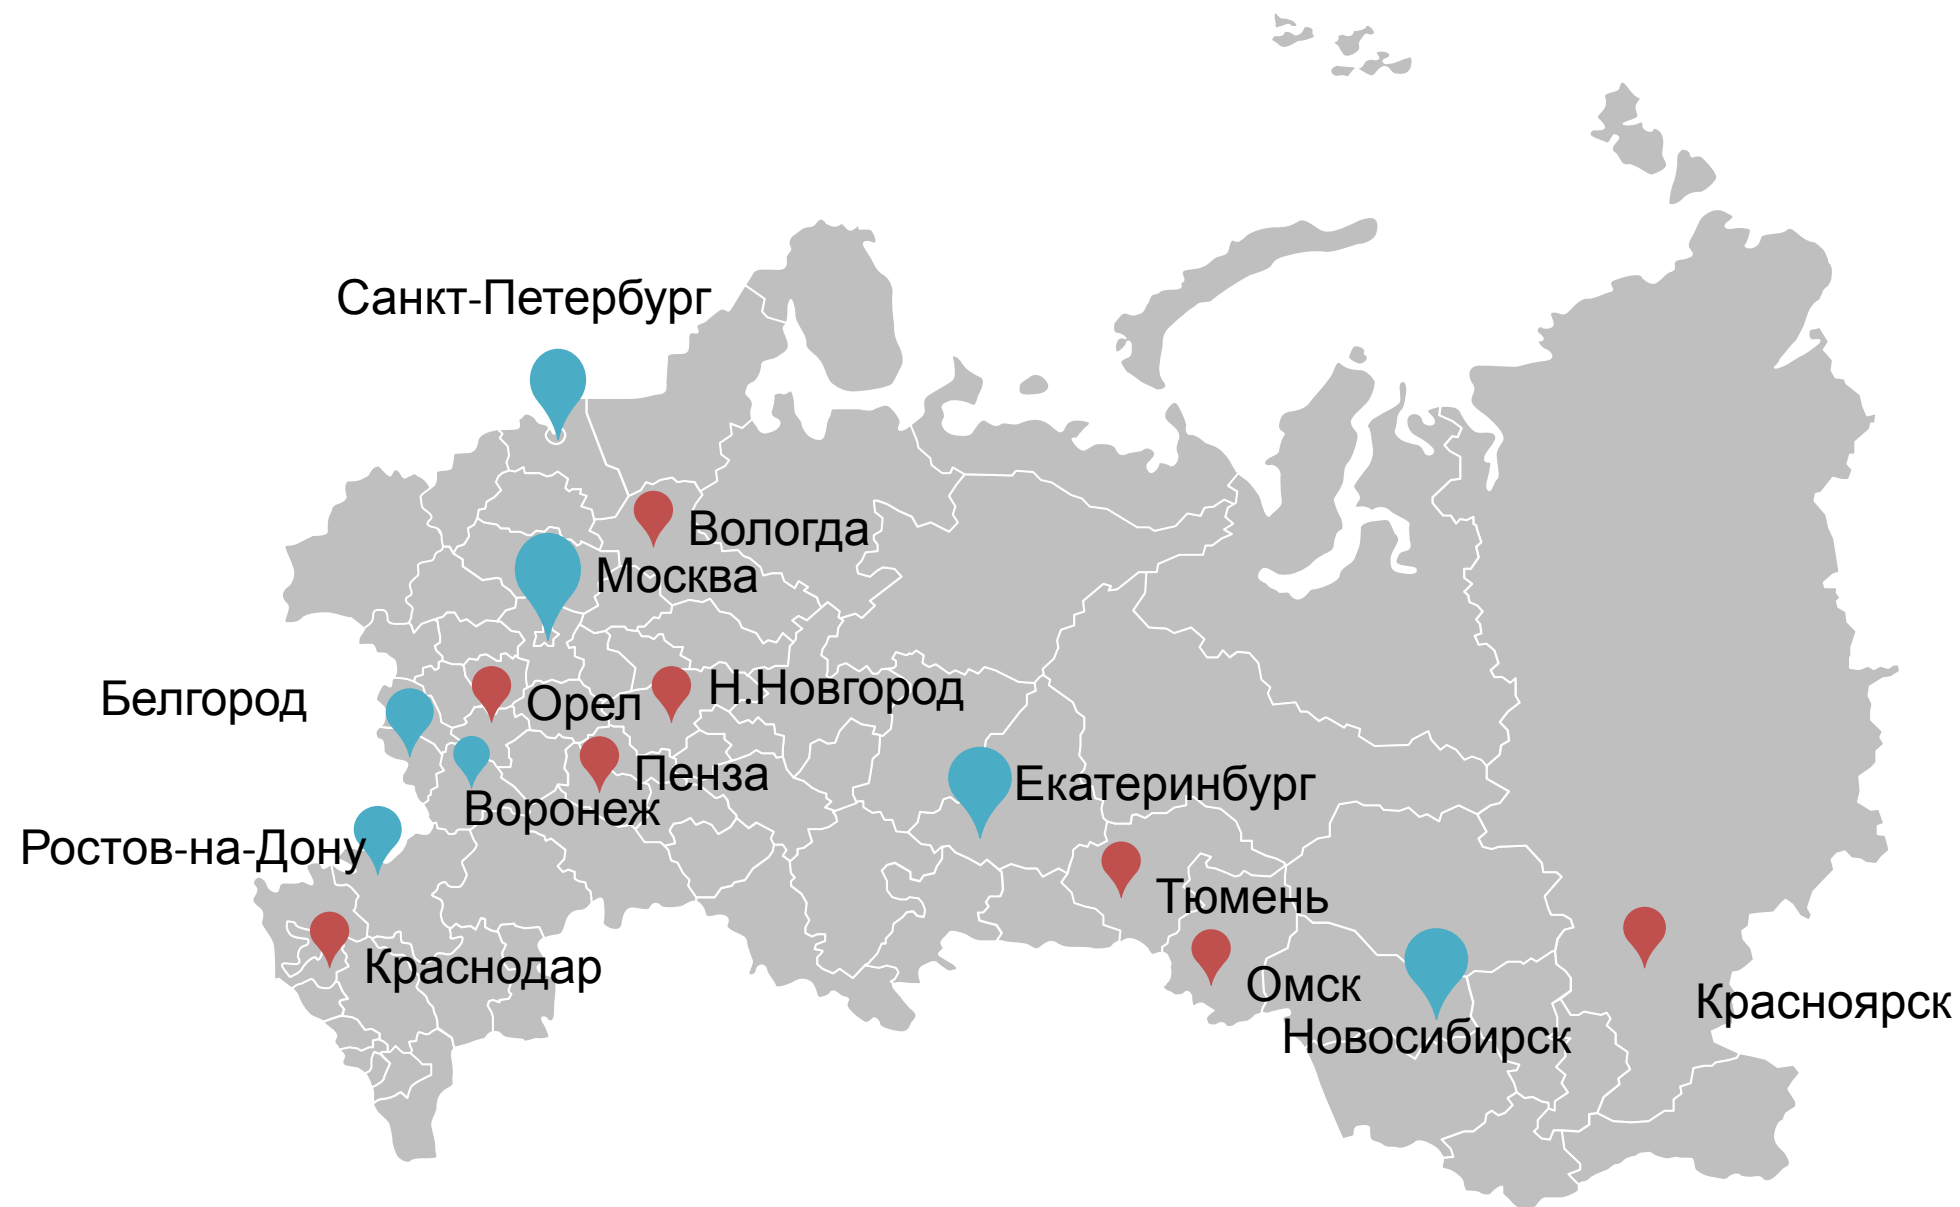 Санкт-Петербург
Вологда
Москва
Белгород
Орел
Н.Новгород
Пенза
Воронеж
Екатеринбург
Ростов-на-Дону
Тюмень
Краснодар
Омск
Новосибирск
Красноярск